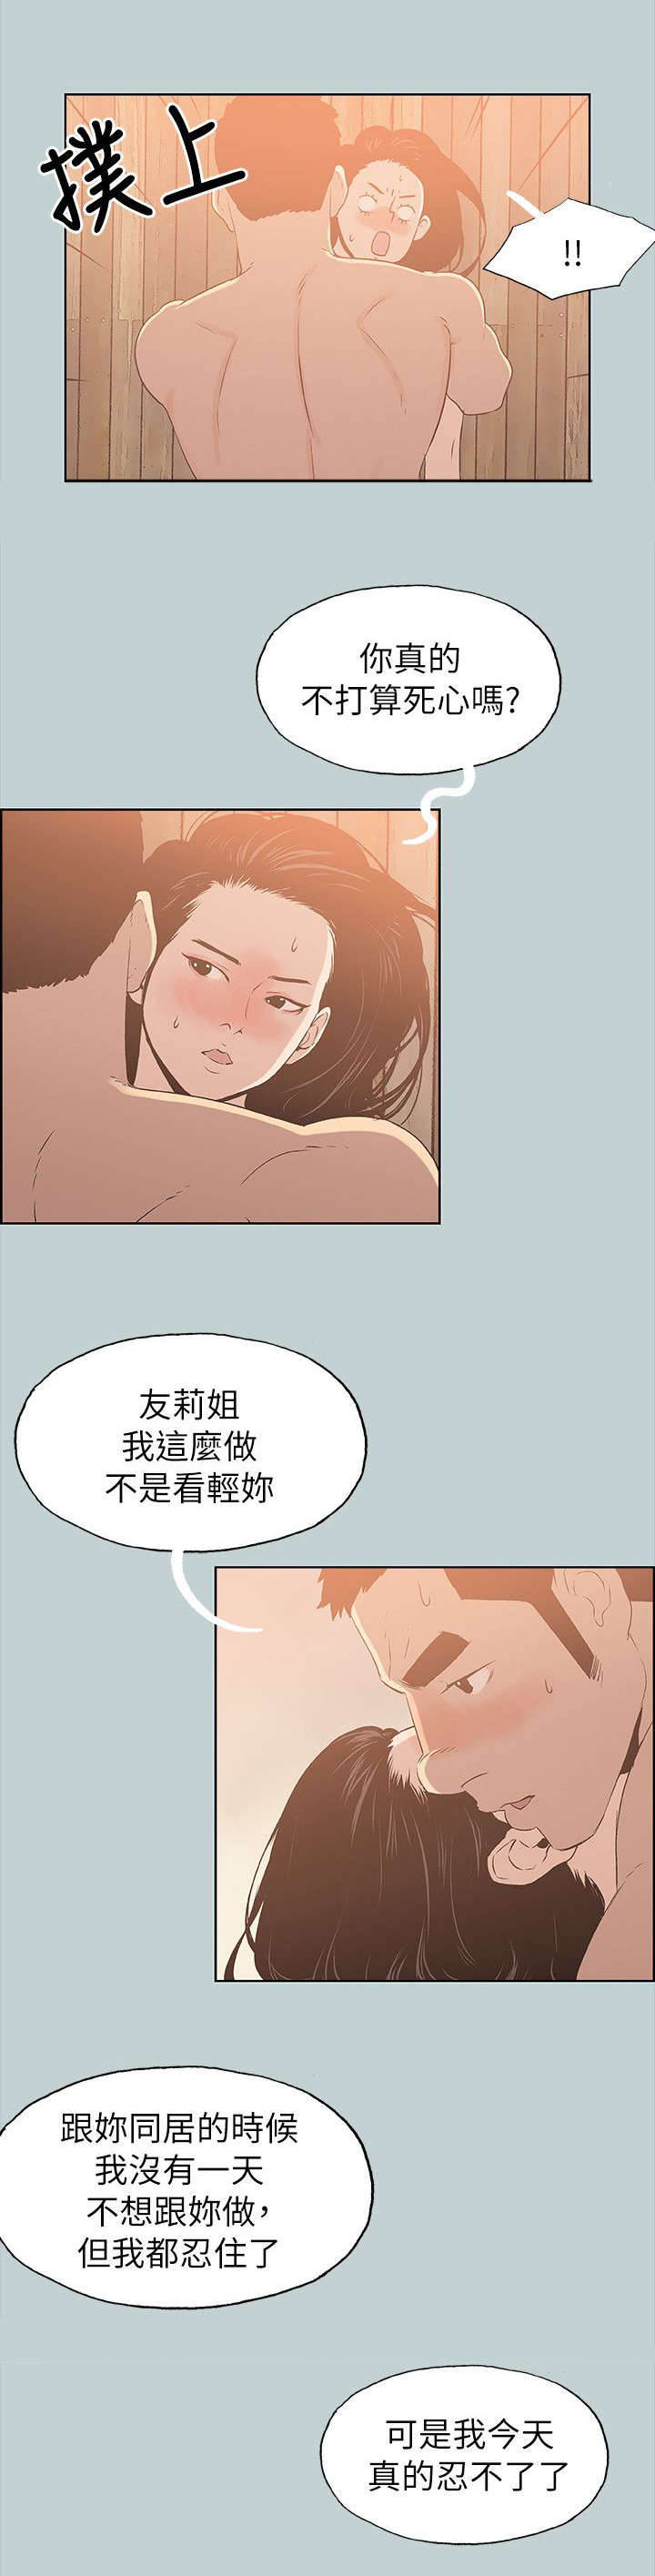 撲上
!!
你真的
不打算死心嗎?
友莉姐
我這麼做
不是看輕妳
跟妳同居的時候
我沒有一天
不想跟妳做,
但我都忍住了
可是我今天
真的忍不了了